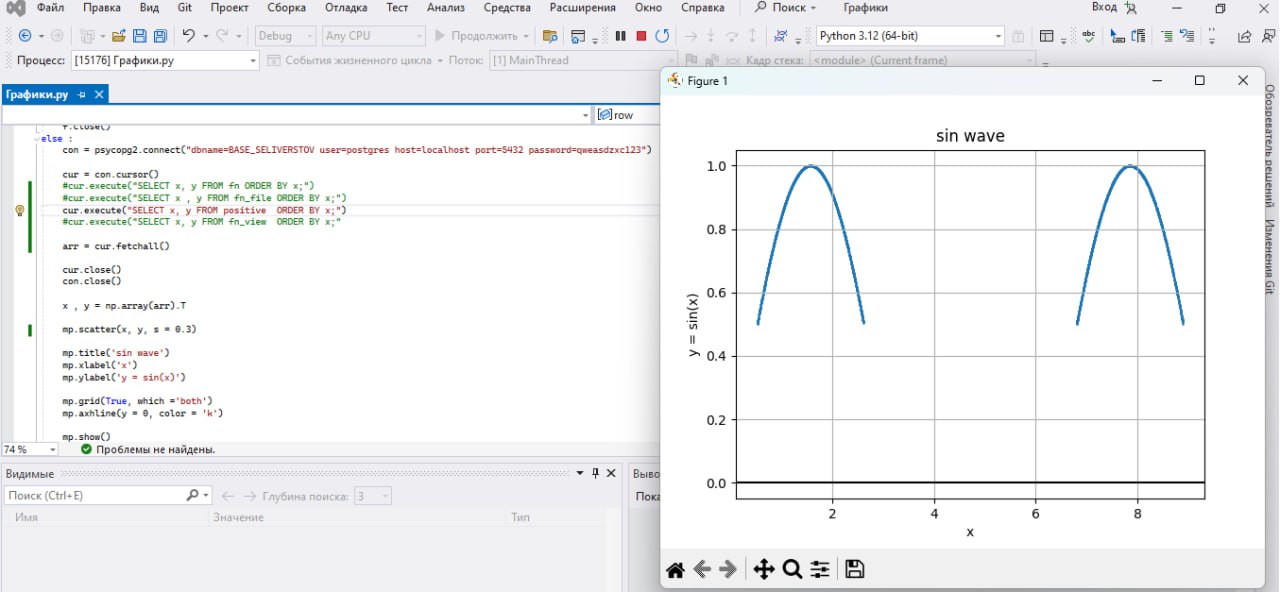 Файл Правка Вид Git Проект Сборка Отладка Тест Анализ Средства Расширения Окно Справка Поиск Графики Вход
Debug Any CPU Продолжить Python 3.12 (64-bit)
Процесс: [15176] Графики.py События жизненного цикла Поток: [1] MainThread Кадр стека: <module> (Current frame)
Графики.py
row
f.close()
else :
con = psycopg2.connect("dbname=BASE_SELIVERSTOV user=postgres host=localhost port=5432 password=qweasdzxc123")
cur = con.cursor()
#cur.execute("SELECT x, y FROM fn ORDER BY x;")
#cur.execute("SELECT x , y FROM fn_file ORDER BY x;")
cur.execute("SELECT x, y FROM positive  ORDER BY x;")
#cur.execute("SELECT x, y FROM fn_view  ORDER BY x;"
arr = cur.fetchall()
cur.close()
con.close()
x , y = np.array(arr).T
mp.scatter(x, y, s = 0.3)
mp.title('sin wave')
mp.xlabel('x')
mp.ylabel('y = sin(x)')
mp.grid(True, which ='both')
mp.axhline(y = 0, color = 'k')
mp.show()
74 % Проблемы не найдены.
Видимые
Поиск (Ctrl+E) Глубина поиска: 3
Имя Значение Тип
Выво
Пока
Figure 1
sin wave
1.0
0.8
0.6
0.4
0.2
0.0
y = sin(x)
2 4 6 8
x
Обозреватель решений
Изменения Git